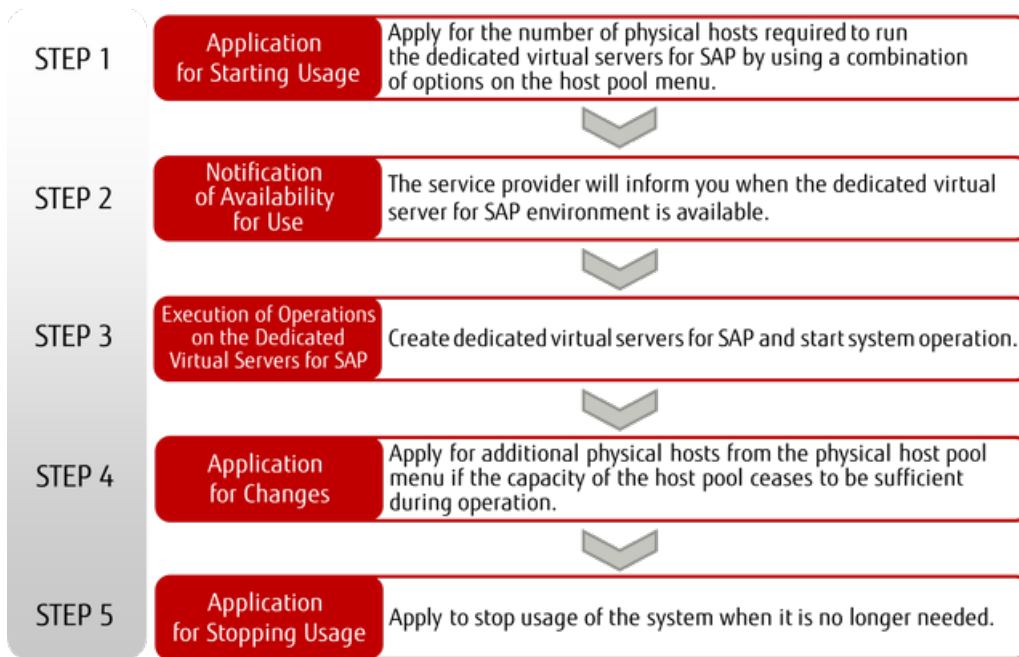 STEP 1
Application
for Starting Usage
Apply for the number of physical hosts required to run
the dedicated virtual servers for SAP by using a combination
of options on the host pool menu.
STEP 2
Notification
of Availability
for Use
The service provider will inform you when the dedicated virtual
server for SAP environment is available.
STEP 3
Execution of Operations
on the Dedicated
Virtual Servers for SAP
Create dedicated virtual servers for SAP and start system operation.
STEP 4
Application
for Changes
Apply for additional physical hosts from the physical host pool
menu if the capacity of the host pool ceases to be sufficient
during operation.
STEP 5
Application
for Stopping Usage
Apply to stop usage of the system when it is no longer needed.